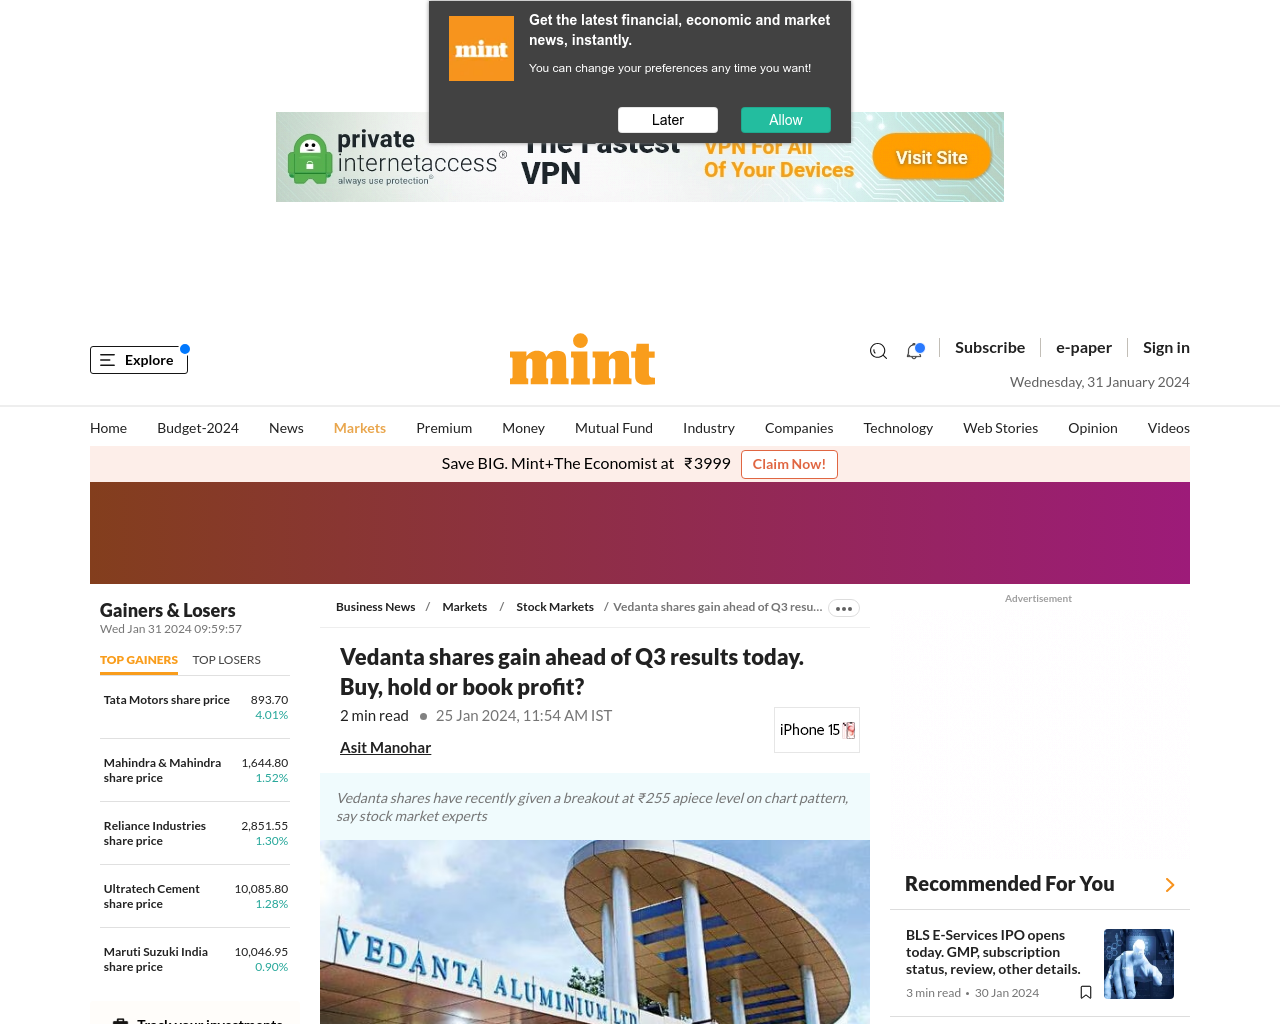 mint
Get the latest financial, economic and market
news, instantly.
You can change your preferences any time you want!
Later
Allow
private
internetaccess®
always use protection®
The Fastest
VPN
VPN For All
Of Your Devices
Visit Site
Explore
mint
Subscribe
e-paper
Sign in
Wednesday, 31 January 2024
Home
Budget-2024
News
Markets
Premium
Money
Mutual Fund
Industry
Companies
Technology
Web Stories
Opinion
Videos
Save BIG. Mint+The Economist at ₹3999
Claim Now!
Gainers & Losers
Wed Jan 31 2024 09:59:57
TOP GAINERS
TOP LOSERS
Tata Motors share price 893.70
4.01%
Mahindra & Mahindra 1,644.80
share price 1.52%
Reliance Industries 2,851.55
share price 1.30%
Ultratech Cement 10,085.80
share price 1.28%
Maruti Suzuki India 10,046.95
share price 0.90%
Track your investments
Business News / Markets / Stock Markets / Vedanta shares gain ahead of Q3 resu...
Vedanta shares gain ahead of Q3 results today.
Buy, hold or book profit?
2 min read ● 25 Jan 2024, 11:54 AM IST
Asit Manohar
iPhone 15
Vedanta shares have recently given a breakout at ₹255 apiece level on chart pattern,
say stock market experts
VEDANTA ALUMINIUM LTD
Advertisement
Recommended For You
BLS E-Services IPO opens
today. GMP, subscription
status, review, other details.
3 min read • 30 Jan 2024